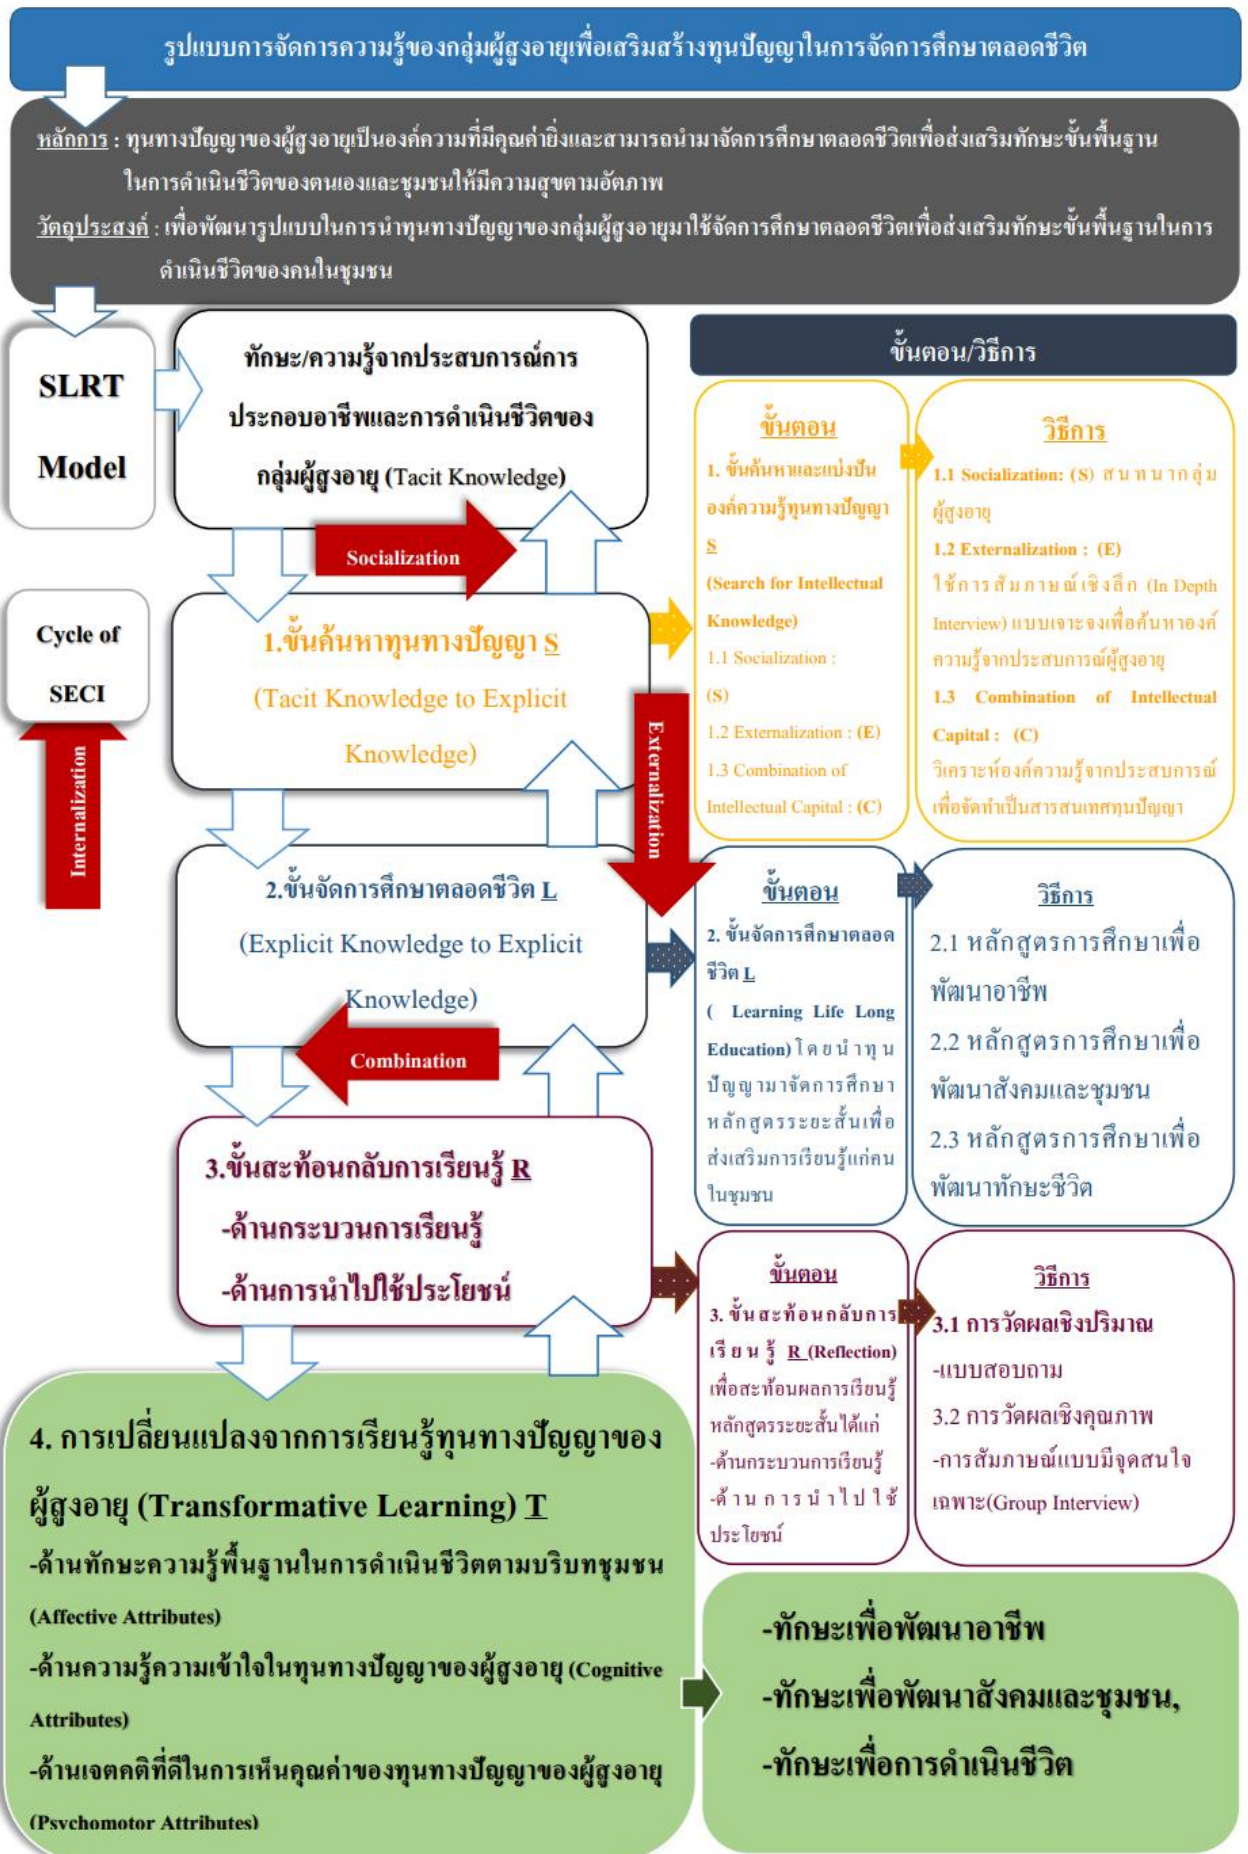 รูปแบบการจัดการความรู้ของกลุ่มผู้สูงอายุเพื่อเสริมสร้างทุนปัญญาในการจัดการศึกษาตลอดชีวิต
หลักการ : ทุนทางปัญญาของผู้สูงอายุเป็นองค์ความที่มีคุณค่ายิ่งและสามารถนำมาจัดการศึกษาตลอดชีวิตเพื่อส่งเสริมทักษะขั้นพื้นฐาน
ในการดำเนินชีวิตของตนเองและชุมชนให้มีความสุขตามอัตภาพ
วัตถุประสงค์ : เพื่อพัฒนารูปแบบในการนำทุนทางปัญญาของกลุ่มผู้สูงอายุมาใช้จัดการศึกษาตลอดชีวิตเพื่อส่งเสริมทักษะขั้นพื้นฐานในการ
ดำเนินชีวิตของคนในชุมชน
SLRT
Model
ทักษะ/ความรู้จากประสบการณ์การ
ประกอบอาชีพและการดำเนินชีวิตของ
กลุ่มผู้สูงอายุ (Tacit Knowledge)
Socialization
Cycle of
SECI
Internalization
1.ขั้นค้นหาทุนทางปัญญา S
(Tacit Knowledge to Explicit
Knowledge)
Externalization
2.ขั้นจัดการศึกษาตลอดชีวิต L
(Explicit Knowledge to Explicit
Knowledge)
Combination
3.ขั้นสะท้อนกลับการเรียนรู้ R
-ด้านกระบวนการเรียนรู้
-ด้านการนำไปใช้ประโยชน์
4. การเปลี่ยนแปลงจากการเรียนรู้ทุนทางปัญญาของ
ผู้สูงอายุ (Transformative Learning) T
-ด้านทักษะความรู้พื้นฐานในการดำเนินชีวิตตามบริบทชุมชน
(Affective Attributes)
-ด้านความรู้ความเข้าใจในทุนทางปัญญาของผู้สูงอายุ (Cognitive
Attributes)
-ด้านเจตคติที่ดีในการเห็นคุณค่าของทุนทางปัญญาของผู้สูงอายุ
(Psychomotor Attributes)
ขั้นตอน/วิธีการ
ขั้นตอน
1. ขั้นค้นหาและแบ่งปัน
องค์ความรู้ทุนทางปัญญา
S
(Search for Intellectual
Knowledge)
1.1 Socialization :
(S)
1.2 Externalization : (E)
1.3 Combination of
Intellectual Capital : (C)
วิธีการ
1.1 Socialization: (S) สนทนากลุ่ม
ผู้สูงอายุ
1.2 Externalization : (E)
ใช้การสัมภาษณ์เชิงลึก (In Depth
Interview) แบบเจาะจงเพื่อค้นหาองค์
ความรู้จากประสบการณ์ผู้สูงอายุ
1.3 Combination of Intellectual
Capital : (C)
วิเคราะห์องค์ความรู้จากประสบการณ์
เพื่อจัดทำเป็นสารสนเทศทุนปัญญา
ขั้นตอน
2. ขั้นจัดการศึกษาตลอด
ชีวิต L
( Learning Life Long
Education) โดยนำทุน
ปัญญามาจัดการศึกษา
หลักสูตรระยะสั้นเพื่อ
ส่งเสริมการเรียนรู้แก่คน
ในชุมชน
วิธีการ
2.1 หลักสูตรการศึกษาเพื่อ
พัฒนาอาชีพ
2.2 หลักสูตรการศึกษาเพื่อ
พัฒนาสังคมและชุมชน
2.3 หลักสูตรการศึกษาเพื่อ
พัฒนาทักษะชีวิต
ขั้นตอน
3. ขั้นสะท้อนกลับการ
เรียนรู้ R (Reflection)
เพื่อสะท้อนผลการเรียนรู้
หลักสูตรระยะสั้นได้แก่
-ด้านกระบวนการเรียนรู้
-ด้านการนำไปใช้
ประโยชน์
วิธีการ
3.1 การวัดผลเชิงปริมาณ
-แบบสอบถาม
3.2 การวัดผลเชิงคุณภาพ
-การสัมภาษณ์แบบมีจุดสนใจ
เฉพาะ(Group Interview)
-ทักษะเพื่อพัฒนาอาชีพ
-ทักษะเพื่อพัฒนาสังคมและชุมชน,
-ทักษะเพื่อการดำเนินชีวิต